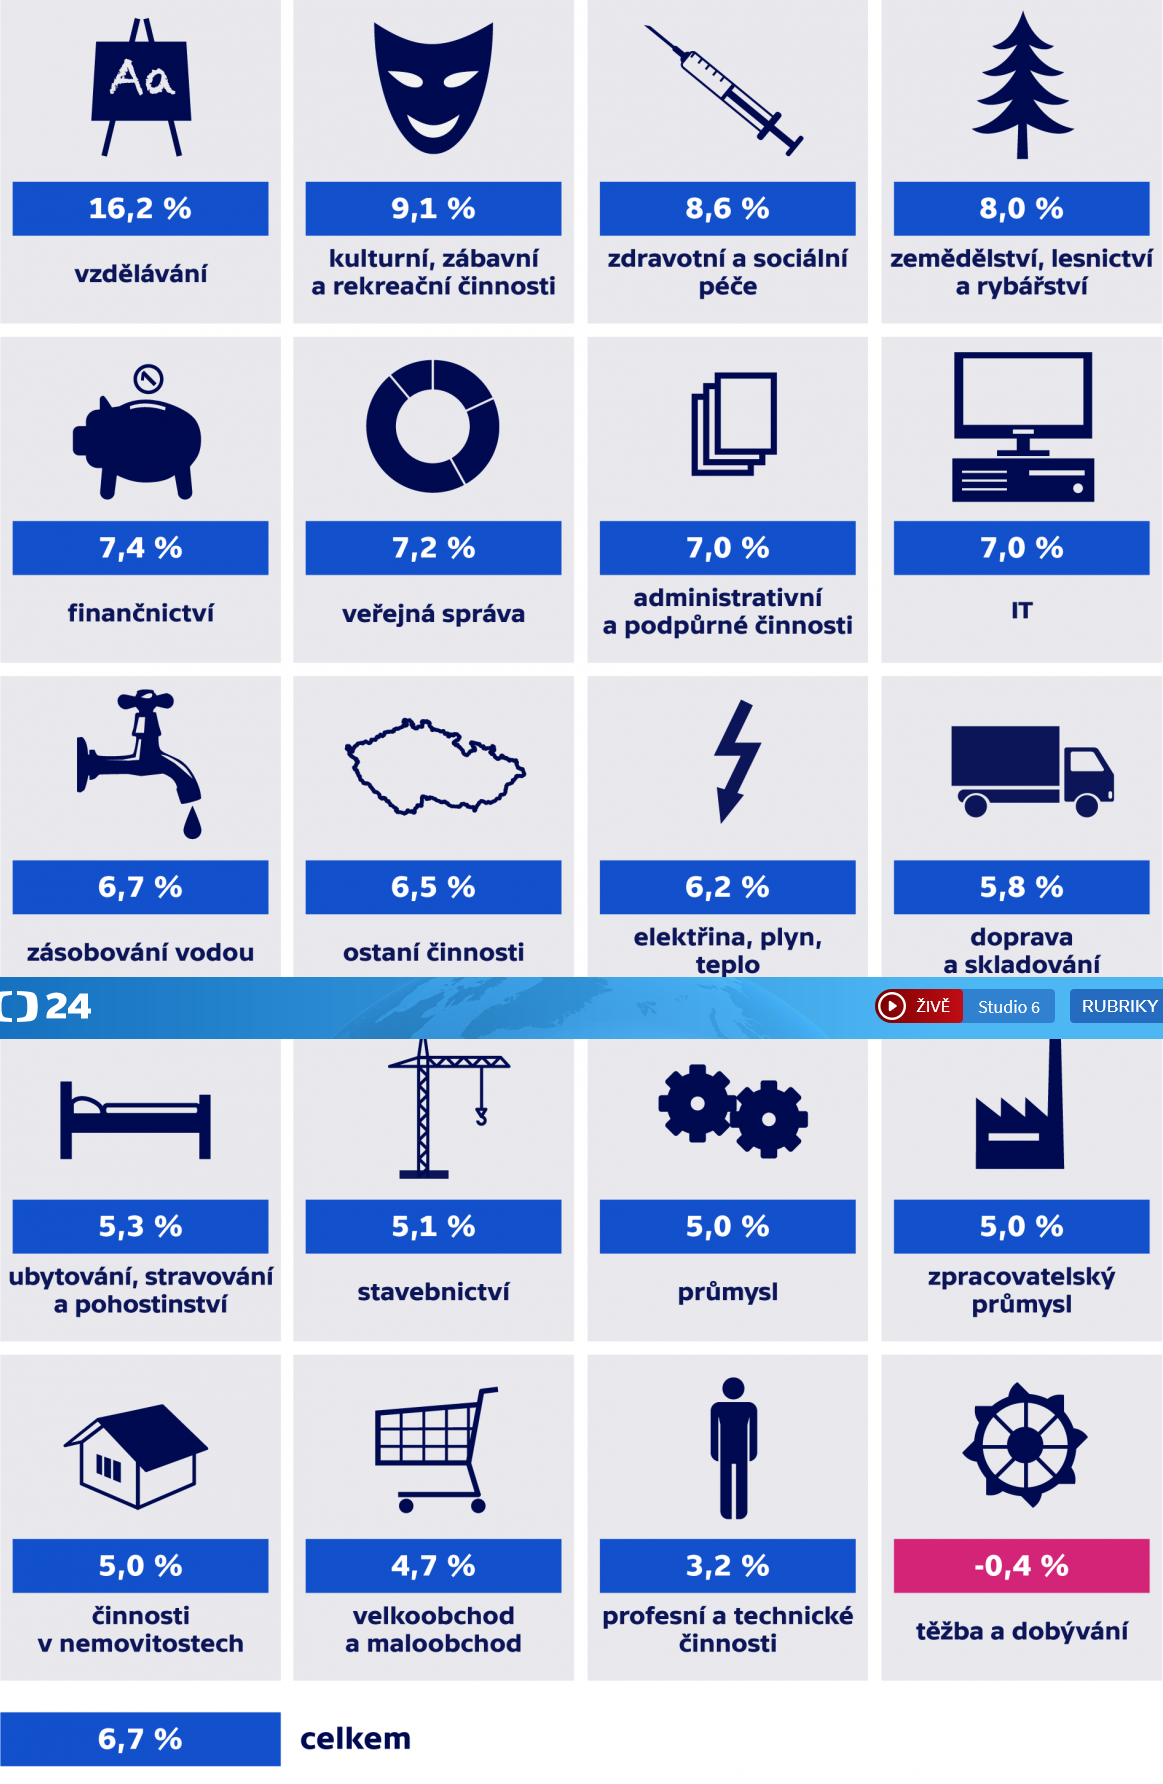 Aa
16,2 %
vzdělávání
9,1 %
kulturní, zábavní
a rekreační činnosti
8,6 %
zdravotní a sociální
péče
8,0 %
zemědělství, lesnictví
a rybářství
7,4 %
finančnictví
7,2 %
veřejná správa
7,0 %
administrativní
a podpůrné činnosti
7,0 %
IT
6,7 %
zásobování vodou
6,5 %
ostaní činnosti
6,2 %
elektřina, plyn,
teplo
5,8 %
doprava
a skladování
24
ŽIVĚ
Studio 6
RUBRIKY
5,3 %
ubytování, stravování
a pohostinství
5,1 %
stavebnictví
5,0 %
průmysl
5,0 %
zpracovatelský
průmysl
5,0 %
činnosti
v nemovitostech
4,7 %
velkoobchod
a maloobchod
3,2 %
profesní a technické
činnosti
-0,4 %
těžba a dobývání
6,7 %
celkem